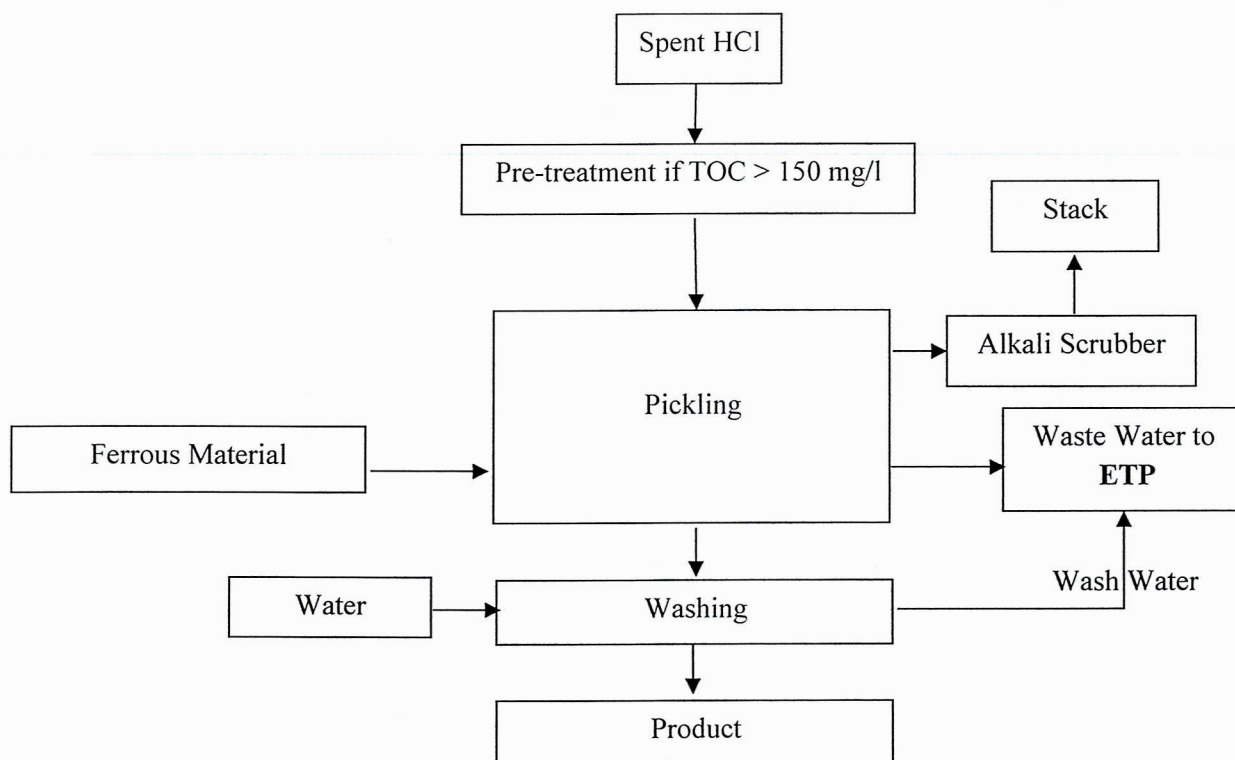 Spent HCl
Pre-treatment if TOC > 150 mg/l
Stack
Alkali Scrubber
Pickling
Ferrous Material
Waste Water to
ETP
Wash Water
Water
Washing
Product